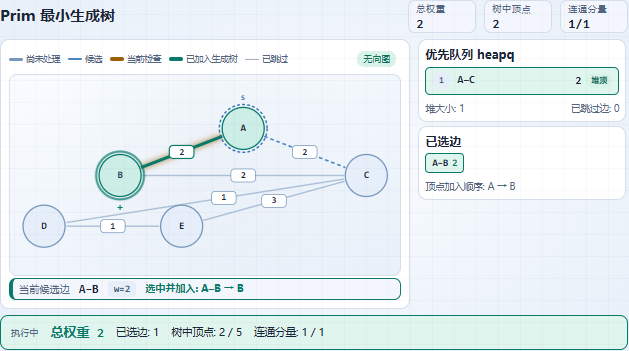 Prim 最小生成树
总权重
2
树中顶点
2
连通分量
1/1
尚未处理 候选 当前检查 已加入生成树 已跳过
无向图
S
A
2
2
B
2
C
+
1
3
D
1
E
当前候选边 A–B w=2 选中并加入: A–B → B
优先队列 heapq
1 A–C 2 堆顶
堆大小: 1 已跳过边: 0
已选边
A–B 2
顶点加入顺序: A → B
执行中 总权重 2 已选边: 1 树中顶点: 2 / 5 连通分量: 1 / 1